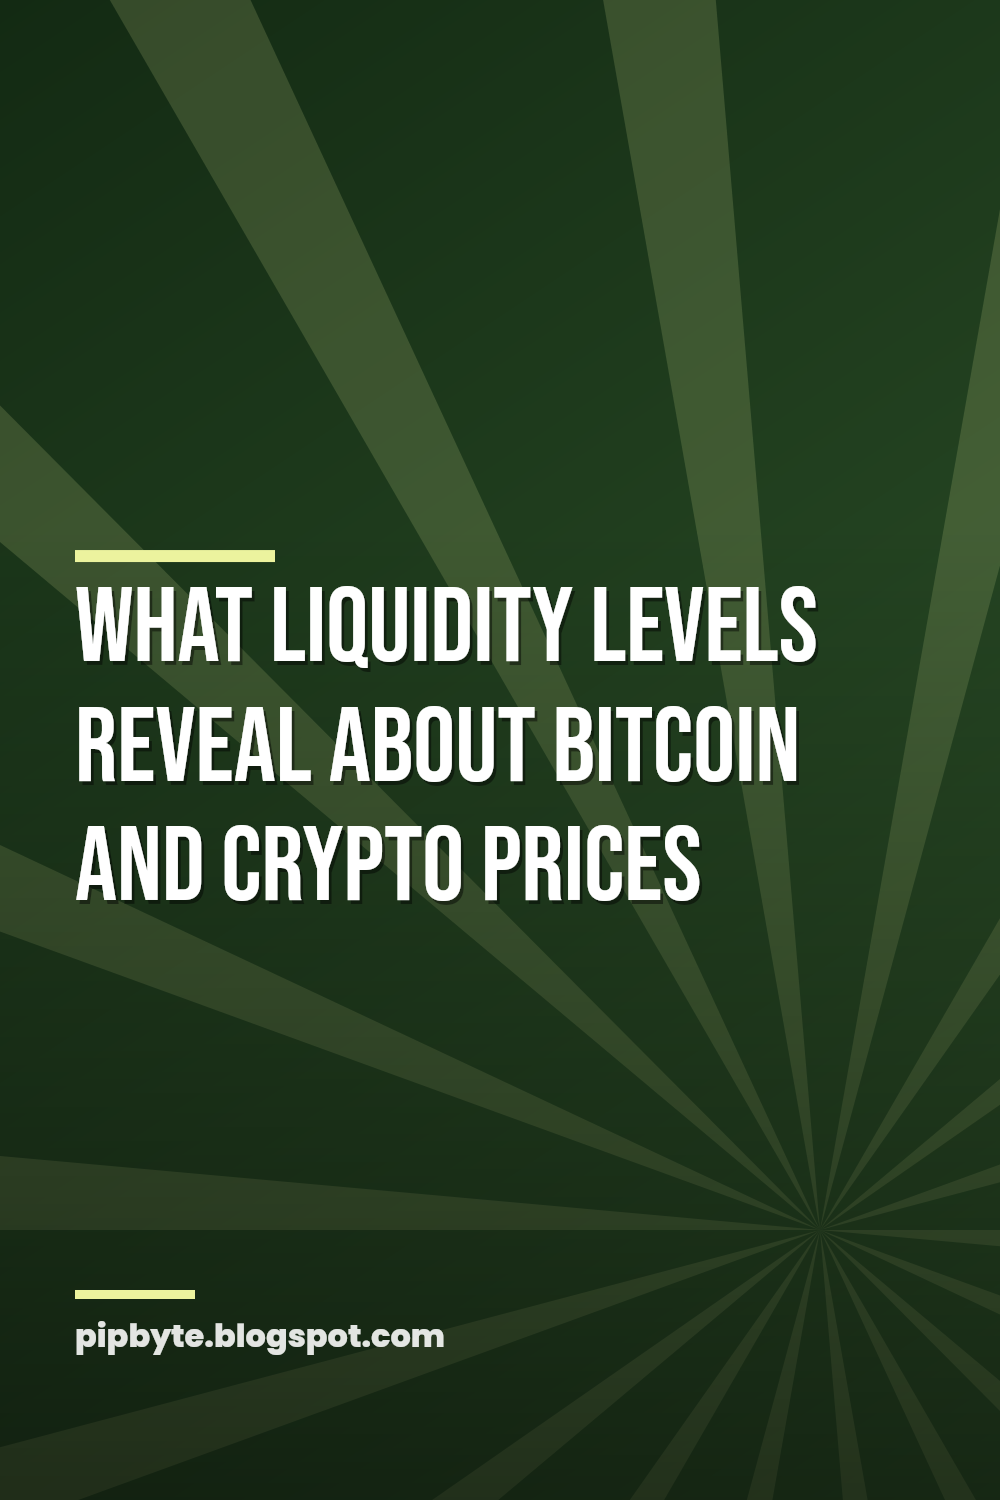 WHAT LIQUIDITY LEVELS
REVEAL ABOUT BITCOIN
AND CRYPTO PRICES
pipbyte.blogspot.com